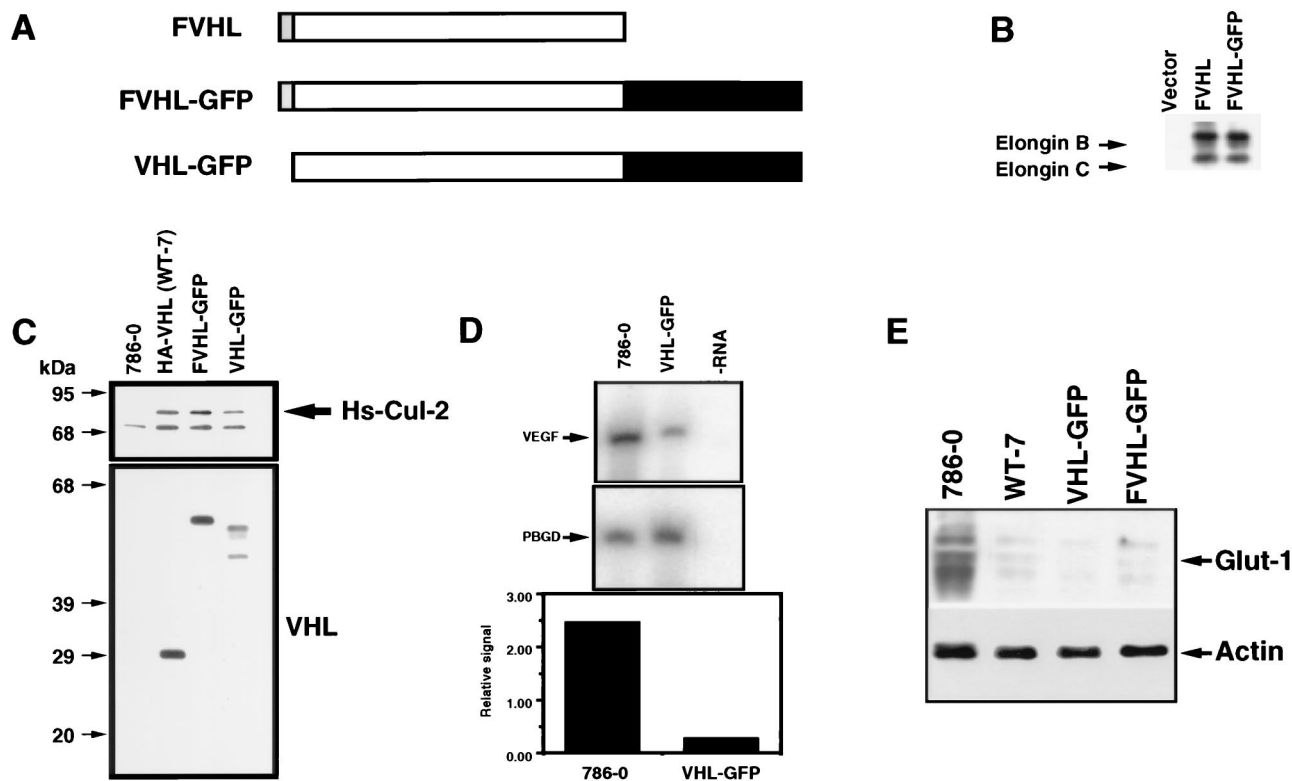 A
FVHL
FVHL-GFP
VHL-GFP
B
Vector
FVHL
FVHL-GFP
Elongin B
Elongin C
C
786-0
HA-VHL (WT-7)
FVHL-GFP
VHL-GFP
kDa
95
68
Hs-Cul-2
68
39
29
20
VHL
D
786-0
VHL-GFP
-RNA
VEGF
PBGD
Relative signal
3.00
2.00
1.00
0.00
786-0
VHL-GFP
E
786-0
WT-7
VHL-GFP
FVHL-GFP
Glut-1
Actin